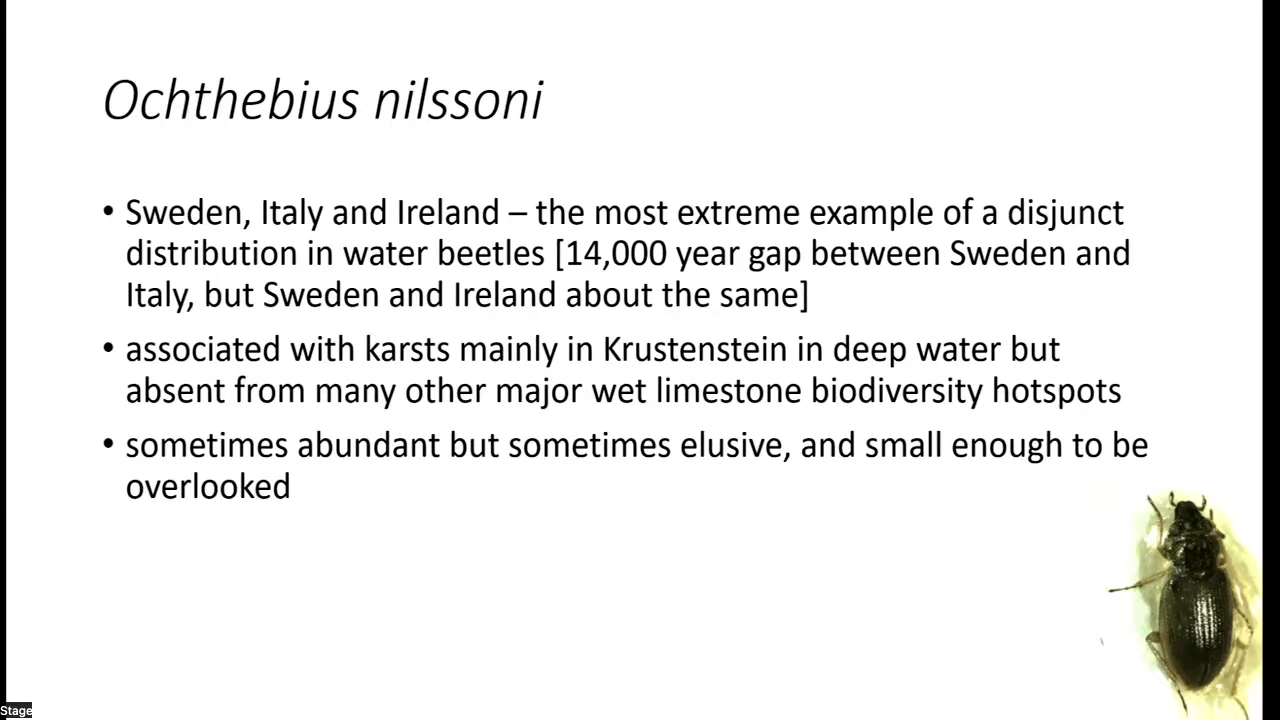 Ochthebius nilssoni
• Sweden, Italy and Ireland – the most extreme example of a disjunct
distribution in water beetles [14,000 year gap between Sweden and
Italy, but Sweden and Ireland about the same]
• associated with karsts mainly in Krustenstein in deep water but
absent from many other major wet limestone biodiversity hotspots
• sometimes abundant but sometimes elusive, and small enough to be
overlooked
Stage